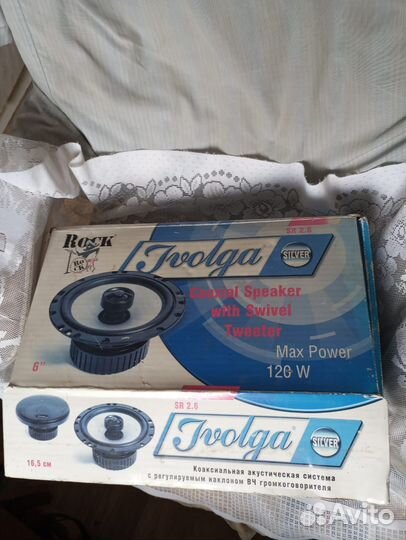 SR 2.6
ROCK
ROCK
Ivolga
SILVER
Coaxial Speaker
with Swivel
Tweeter
Max Power
120 W
6"
SR 2.6
Ivolga
SILVER
16,5 см
Коаксиальная акустическая система
с регулируемым наклоном ВЧ громкоговорителя
Avito